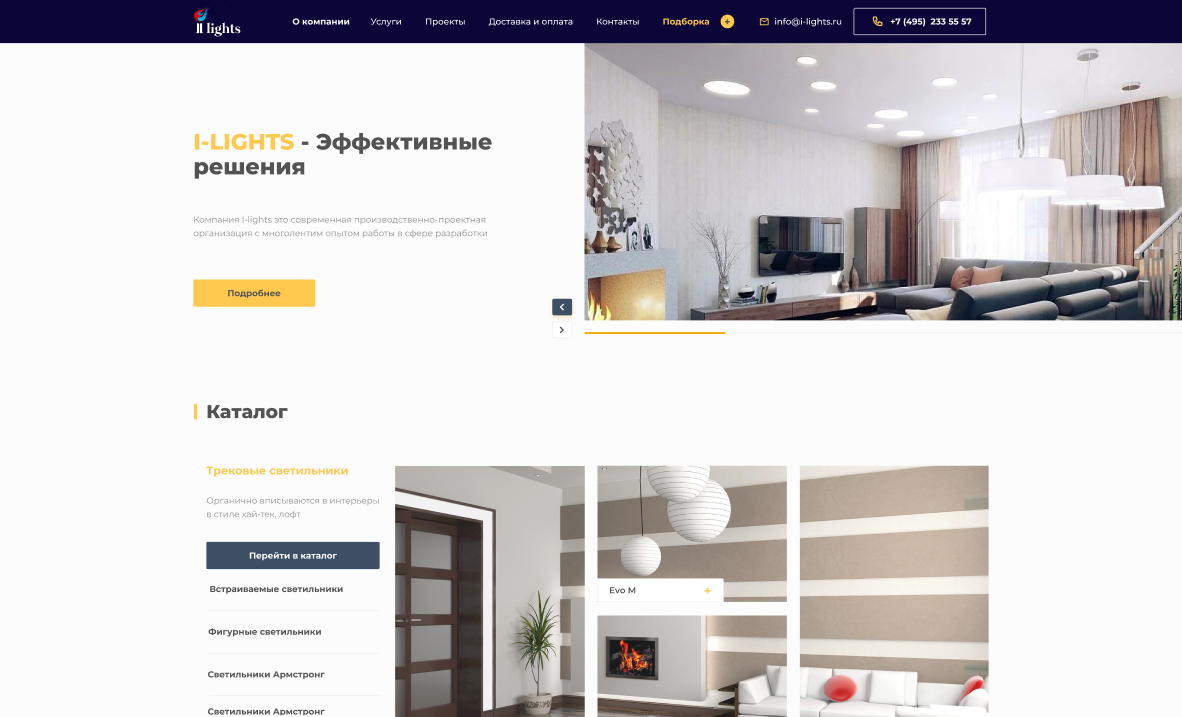 lights
О компании
Услуги
Проекты
Доставка и оплата
Контакты
Подборка +
info@i-lights.ru
+7 (495) 233 55 57
I-LIGHTS - Эффективные
решения
Компания I-lights это современная производственно-проектная
организация с многолентим опытом работы в сфере разработки
Подробнее
Каталог
Трековые светильники
Органично вписываются в интерьеры
в стиле хай-тек, лофт
Перейти в каталог
Встраиваемые светильники
Фигурные светильники
Светильники Армстронг
Светильники Армстронг
Evo M +